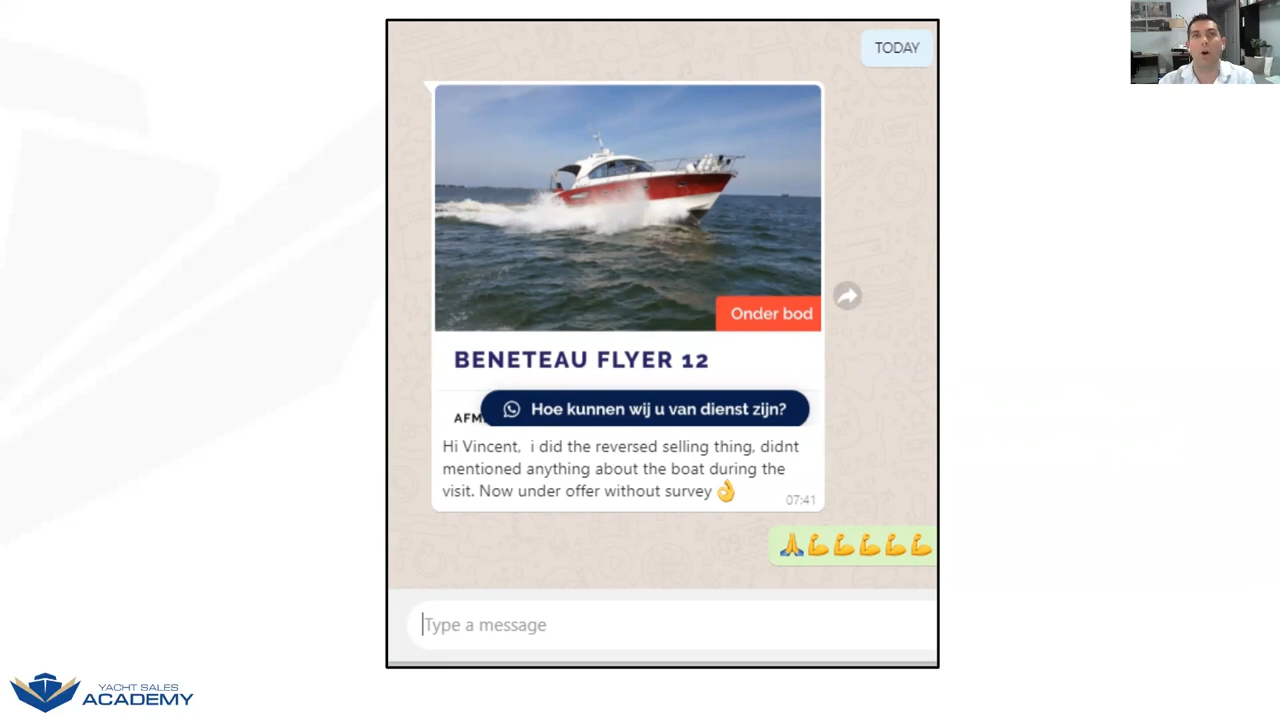 TODAY
Onder bod
BENETEAU FLYER 12
Hoe kunnen wij u van dienst zijn?
Hi Vincent,  i did the reversed selling thing, didnt
mentioned anything about the boat during the
visit. Now under offer without survey 👌
07:41
🙏💪💪💪💪💪
Type a message
YACHT SALES
ACADEMY